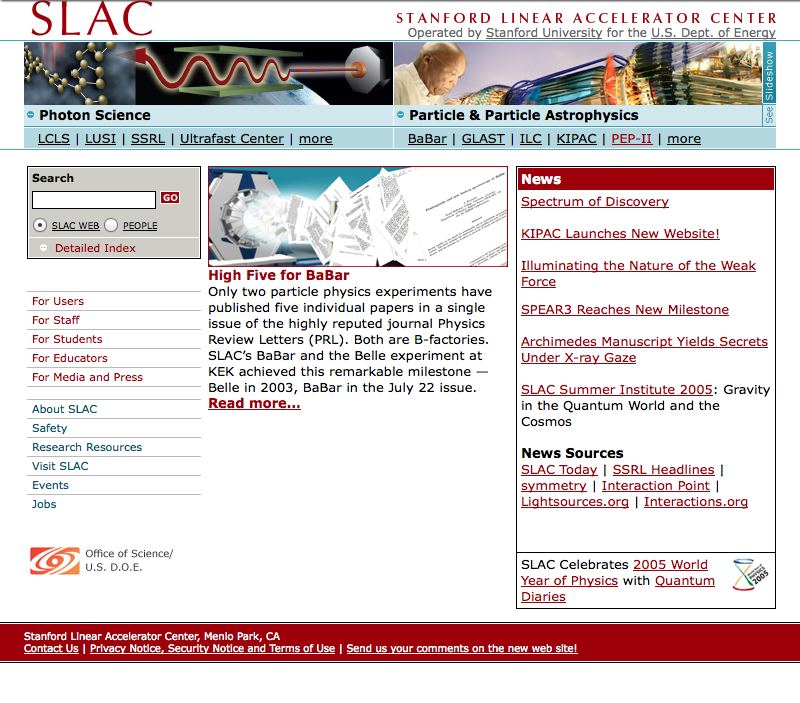 SLAC
STANFORD LINEAR ACCELERATOR CENTER
Operated by Stanford University for the U.S. Dept. of Energy
See Slideshow
Photon Science
Particle & Particle Astrophysics
LCLS | LUSI | SSRL | Ultrafast Center | more
BaBar | GLAST | ILC | KIPAC | PEP-II | more
Search
GO
SLAC WEB PEOPLE
Detailed Index
For Users
For Staff
For Students
For Educators
For Media and Press
About SLAC
Safety
Research Resources
Visit SLAC
Events
Jobs
Office of Science/
U.S. D.O.E.
High Five for BaBar
Only two particle physics experiments have
published five individual papers in a single
issue of the highly reputed journal Physics
Review Letters (PRL). Both are B-factories.
SLAC’s BaBar and the Belle experiment at
KEK achieved this remarkable milestone —
Belle in 2003, BaBar in the July 22 issue.
Read more...
News
Spectrum of Discovery
KIPAC Launches New Website!
Illuminating the Nature of the Weak
Force
SPEAR3 Reaches New Milestone
Archimedes Manuscript Yields Secrets
Under X-ray Gaze
SLAC Summer Institute 2005: Gravity
in the Quantum World and the
Cosmos
News Sources
SLAC Today | SSRL Headlines |
symmetry | Interaction Point |
Lightsources.org | Interactions.org
SLAC Celebrates 2005 World
Year of Physics with Quantum
Diaries
Stanford Linear Accelerator Center, Menlo Park, CA
Contact Us | Privacy Notice, Security Notice and Terms of Use | Send us your comments on the new web site!